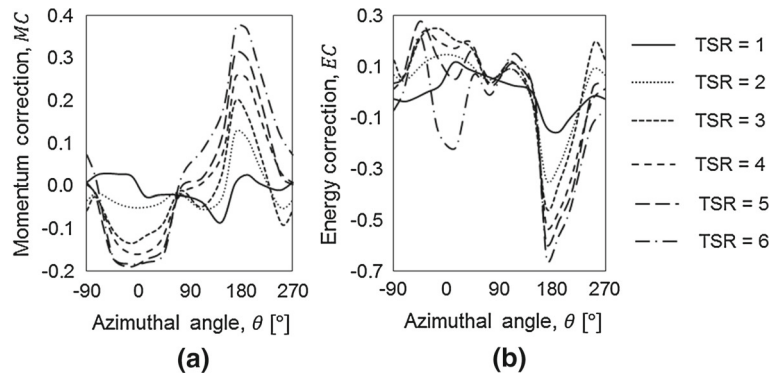 Momentum correction, MC
0.4
0.3
0.2
0.1
0.0
-0.1
-0.2
-90 0 90 180 270
Azimuthal angle, θ [°]
(a)
Energy correction, EC
0.3
0.1
-0.1
-0.3
-0.5
-0.7
-90 0 90 180 270
Azimuthal angle, θ [°]
(b)
TSR = 1
TSR = 2
TSR = 3
TSR = 4
TSR = 5
TSR = 6